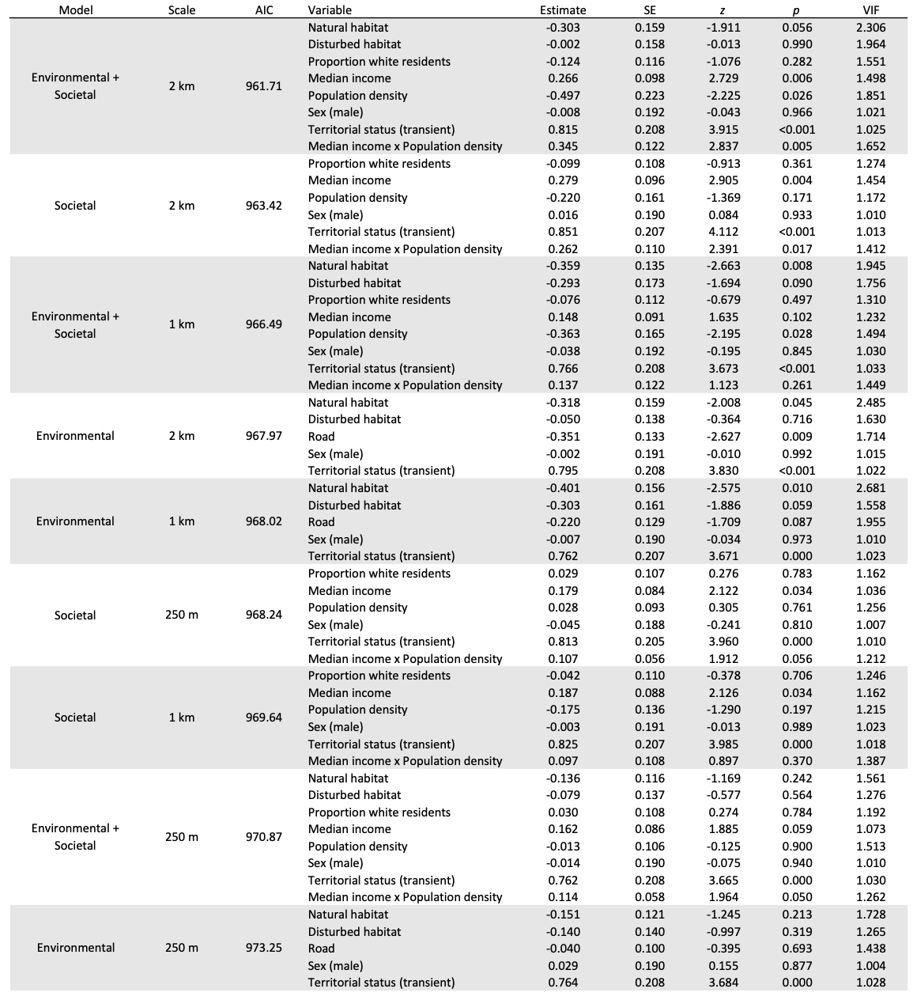 Model Scale AIC Variable Estimate SE z p VIF
Natural habitat -0.303 0.159 -1.911 0.056 2.306
Disturbed habitat -0.002 0.158 -0.013 0.990 1.964
Proportion white residents -0.124 0.116 -1.076 0.282 1.551
Environmental + Societal 2 km 961.71 Median income 0.266 0.098 2.729 0.006 1.498
Population density -0.497 0.223 -2.225 0.026 1.851
Sex (male) -0.008 0.192 -0.043 0.966 1.021
Territorial status (transient) 0.815 0.208 3.915 <0.001 1.025
Median income x Population density 0.345 0.122 2.837 0.005 1.652
Proportion white residents -0.099 0.108 -0.913 0.361 1.274
Median income 0.279 0.096 2.905 0.004 1.454
Societal 2 km 963.42 Population density -0.220 0.161 -1.369 0.171 1.172
Sex (male) 0.016 0.190 0.084 0.933 1.010
Territorial status (transient) 0.851 0.207 4.112 <0.001 1.013
Median income x Population density 0.262 0.110 2.391 0.017 1.412
Natural habitat -0.359 0.135 -2.663 0.008 1.945
Disturbed habitat -0.293 0.173 -1.694 0.090 1.756
Proportion white residents -0.076 0.112 -0.679 0.497 1.310
Environmental + Societal 1 km 966.49 Median income 0.148 0.091 1.635 0.102 1.232
Population density -0.363 0.165 -2.195 0.028 1.494
Sex (male) -0.038 0.192 -0.195 0.845 1.030
Territorial status (transient) 0.766 0.208 3.673 <0.001 1.033
Median income x Population density 0.137 0.122 1.123 0.261 1.449
Natural habitat -0.318 0.159 -2.008 0.045 2.485
Disturbed habitat -0.050 0.138 -0.364 0.716 1.630
Environmental 2 km 967.97 Road -0.351 0.133 -2.627 0.009 1.714
Sex (male) -0.002 0.191 -0.010 0.992 1.015
Territorial status (transient) 0.795 0.208 3.830 <0.001 1.022
Natural habitat -0.401 0.156 -2.575 0.010 2.681
Disturbed habitat -0.303 0.161 -1.886 0.059 1.558
Environmental 1 km 968.02 Road -0.220 0.129 -1.709 0.087 1.955
Sex (male) -0.007 0.190 -0.034 0.973 1.010
Territorial status (transient) 0.762 0.207 3.671 0.000 1.023
Proportion white residents 0.029 0.107 0.276 0.783 1.162
Median income 0.179 0.084 2.122 0.034 1.036
Societal 250 m 968.24 Population density 0.028 0.093 0.305 0.761 1.256
Sex (male) -0.045 0.188 -0.241 0.810 1.007
Territorial status (transient) 0.813 0.205 3.960 0.000 1.010
Median income x Population density 0.107 0.056 1.912 0.056 1.212
Proportion white residents -0.042 0.110 -0.378 0.706 1.246
Median income 0.187 0.088 2.126 0.034 1.162
Societal 1 km 969.64 Population density -0.175 0.136 -1.290 0.197 1.215
Sex (male) -0.003 0.191 -0.013 0.989 1.023
Territorial status (transient) 0.825 0.207 3.985 0.000 1.018
Median income x Population density 0.097 0.108 0.897 0.370 1.387
Natural habitat -0.136 0.116 -1.169 0.242 1.561
Disturbed habitat -0.079 0.137 -0.577 0.564 1.276
Proportion white residents 0.030 0.108 0.274 0.784 1.192
Environmental + Societal 250 m 970.87 Median income 0.162 0.086 1.885 0.059 1.073
Population density -0.013 0.106 -0.125 0.900 1.513
Sex (male) -0.014 0.190 -0.075 0.940 1.010
Territorial status (transient) 0.762 0.208 3.665 0.000 1.030
Median income x Population density 0.114 0.058 1.964 0.050 1.262
Natural habitat -0.151 0.121 -1.245 0.213 1.728
Disturbed habitat -0.140 0.140 -0.997 0.319 1.265
Environmental 250 m 973.25 Road -0.040 0.100 -0.395 0.693 1.438
Sex (male) 0.029 0.190 0.155 0.877 1.004
Territorial status (transient) 0.764 0.208 3.684 0.000 1.028